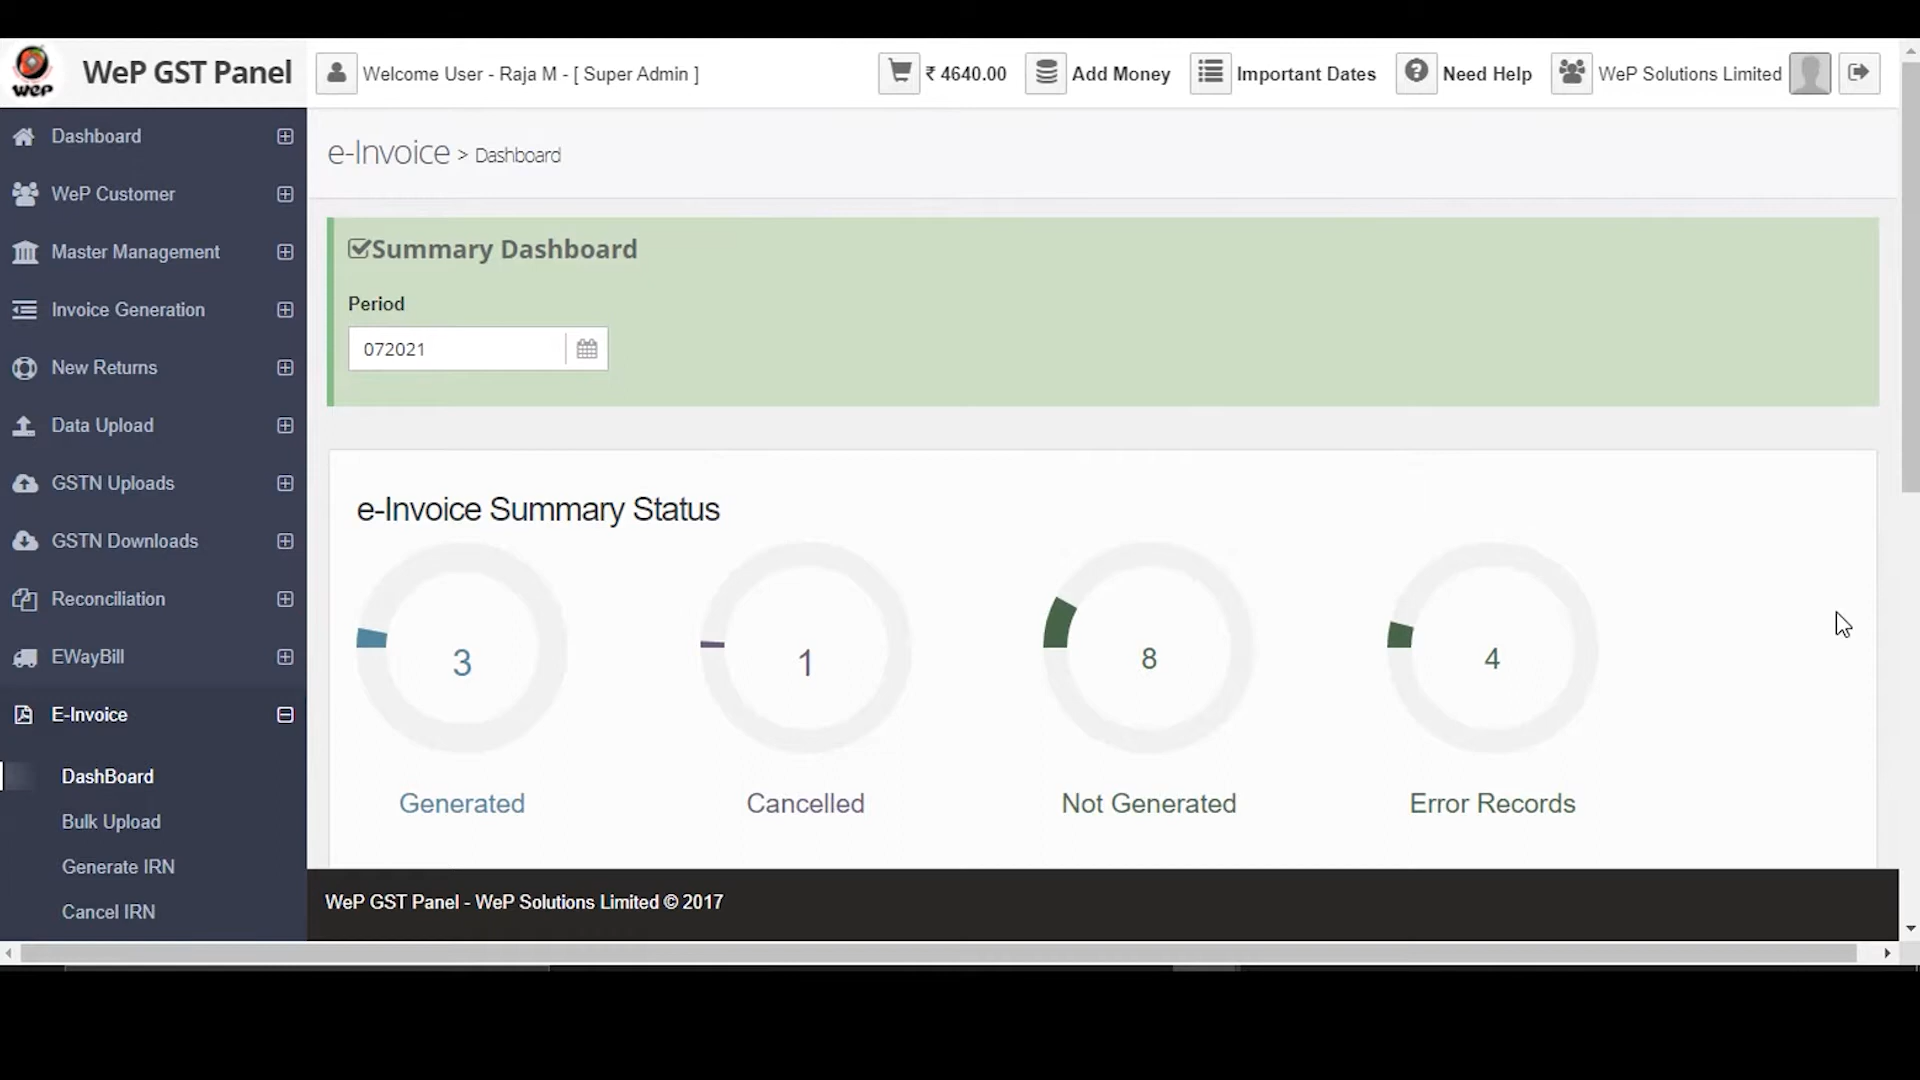 WeP
WeP GST Panel
Welcome User - Raja M - [ Super Admin ]
₹ 4640.00
Add Money
Important Dates
Need Help
WeP Solutions Limited
Dashboard
WeP Customer
Master Management
Invoice Generation
New Returns
Data Upload
GSTN Uploads
GSTN Downloads
Reconciliation
EWayBill
E-Invoice
DashBoard
Bulk Upload
Generate IRN
Cancel IRN
e-Invoice > Dashboard
Summary Dashboard
Period
072021
e-Invoice Summary Status
3 1 8 4
Generated Cancelled Not Generated Error Records
WeP GST Panel - WeP Solutions Limited © 2017